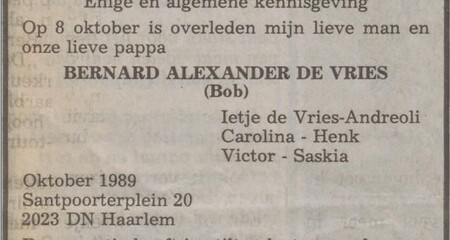 Enige en algemene kennisgeving
Op 8 oktober is overleden mijn lieve man en
onze lieve pappa
BERNARD ALEXANDER DE VRIES
(Bob)
Ietje de Vries-Andreoli
Carolina - Henk
Victor - Saskia
Oktober 1989
Santpoorterplein 20
2023 DN Haarlem